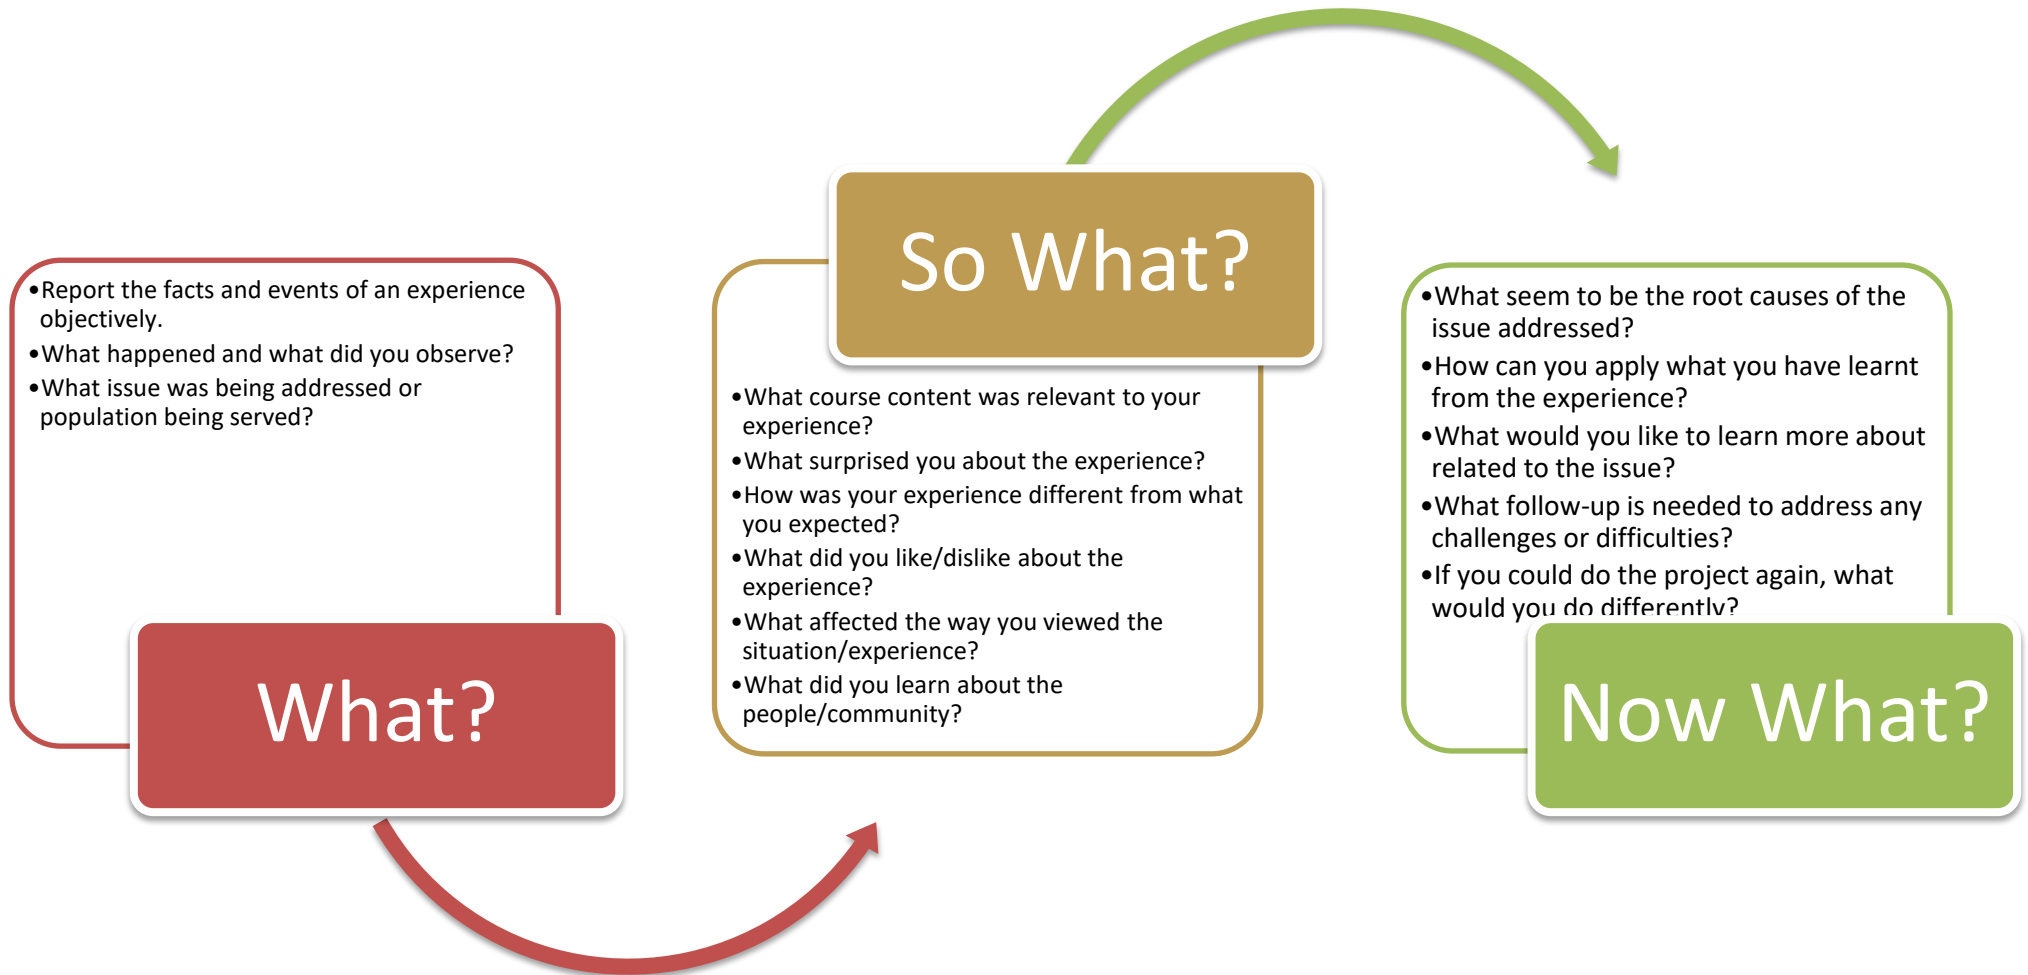 •Report the facts and events of an experience
objectively.
•What happened and what did you observe?
•What issue was being addressed or
population being served?
What?
So What?
•What course content was relevant to your
experience?
•What surprised you about the experience?
•How was your experience different from what
you expected?
•What did you like/dislike about the
experience?
•What affected the way you viewed the
situation/experience?
•What did you learn about the
people/community?
•What seem to be the root causes of the
issue addressed?
•How can you apply what you have learnt
from the experience?
•What would you like to learn more about
related to the issue?
•What follow-up is needed to address any
challenges or difficulties?
•If you could do the project again, what
would you do differently?
Now What?